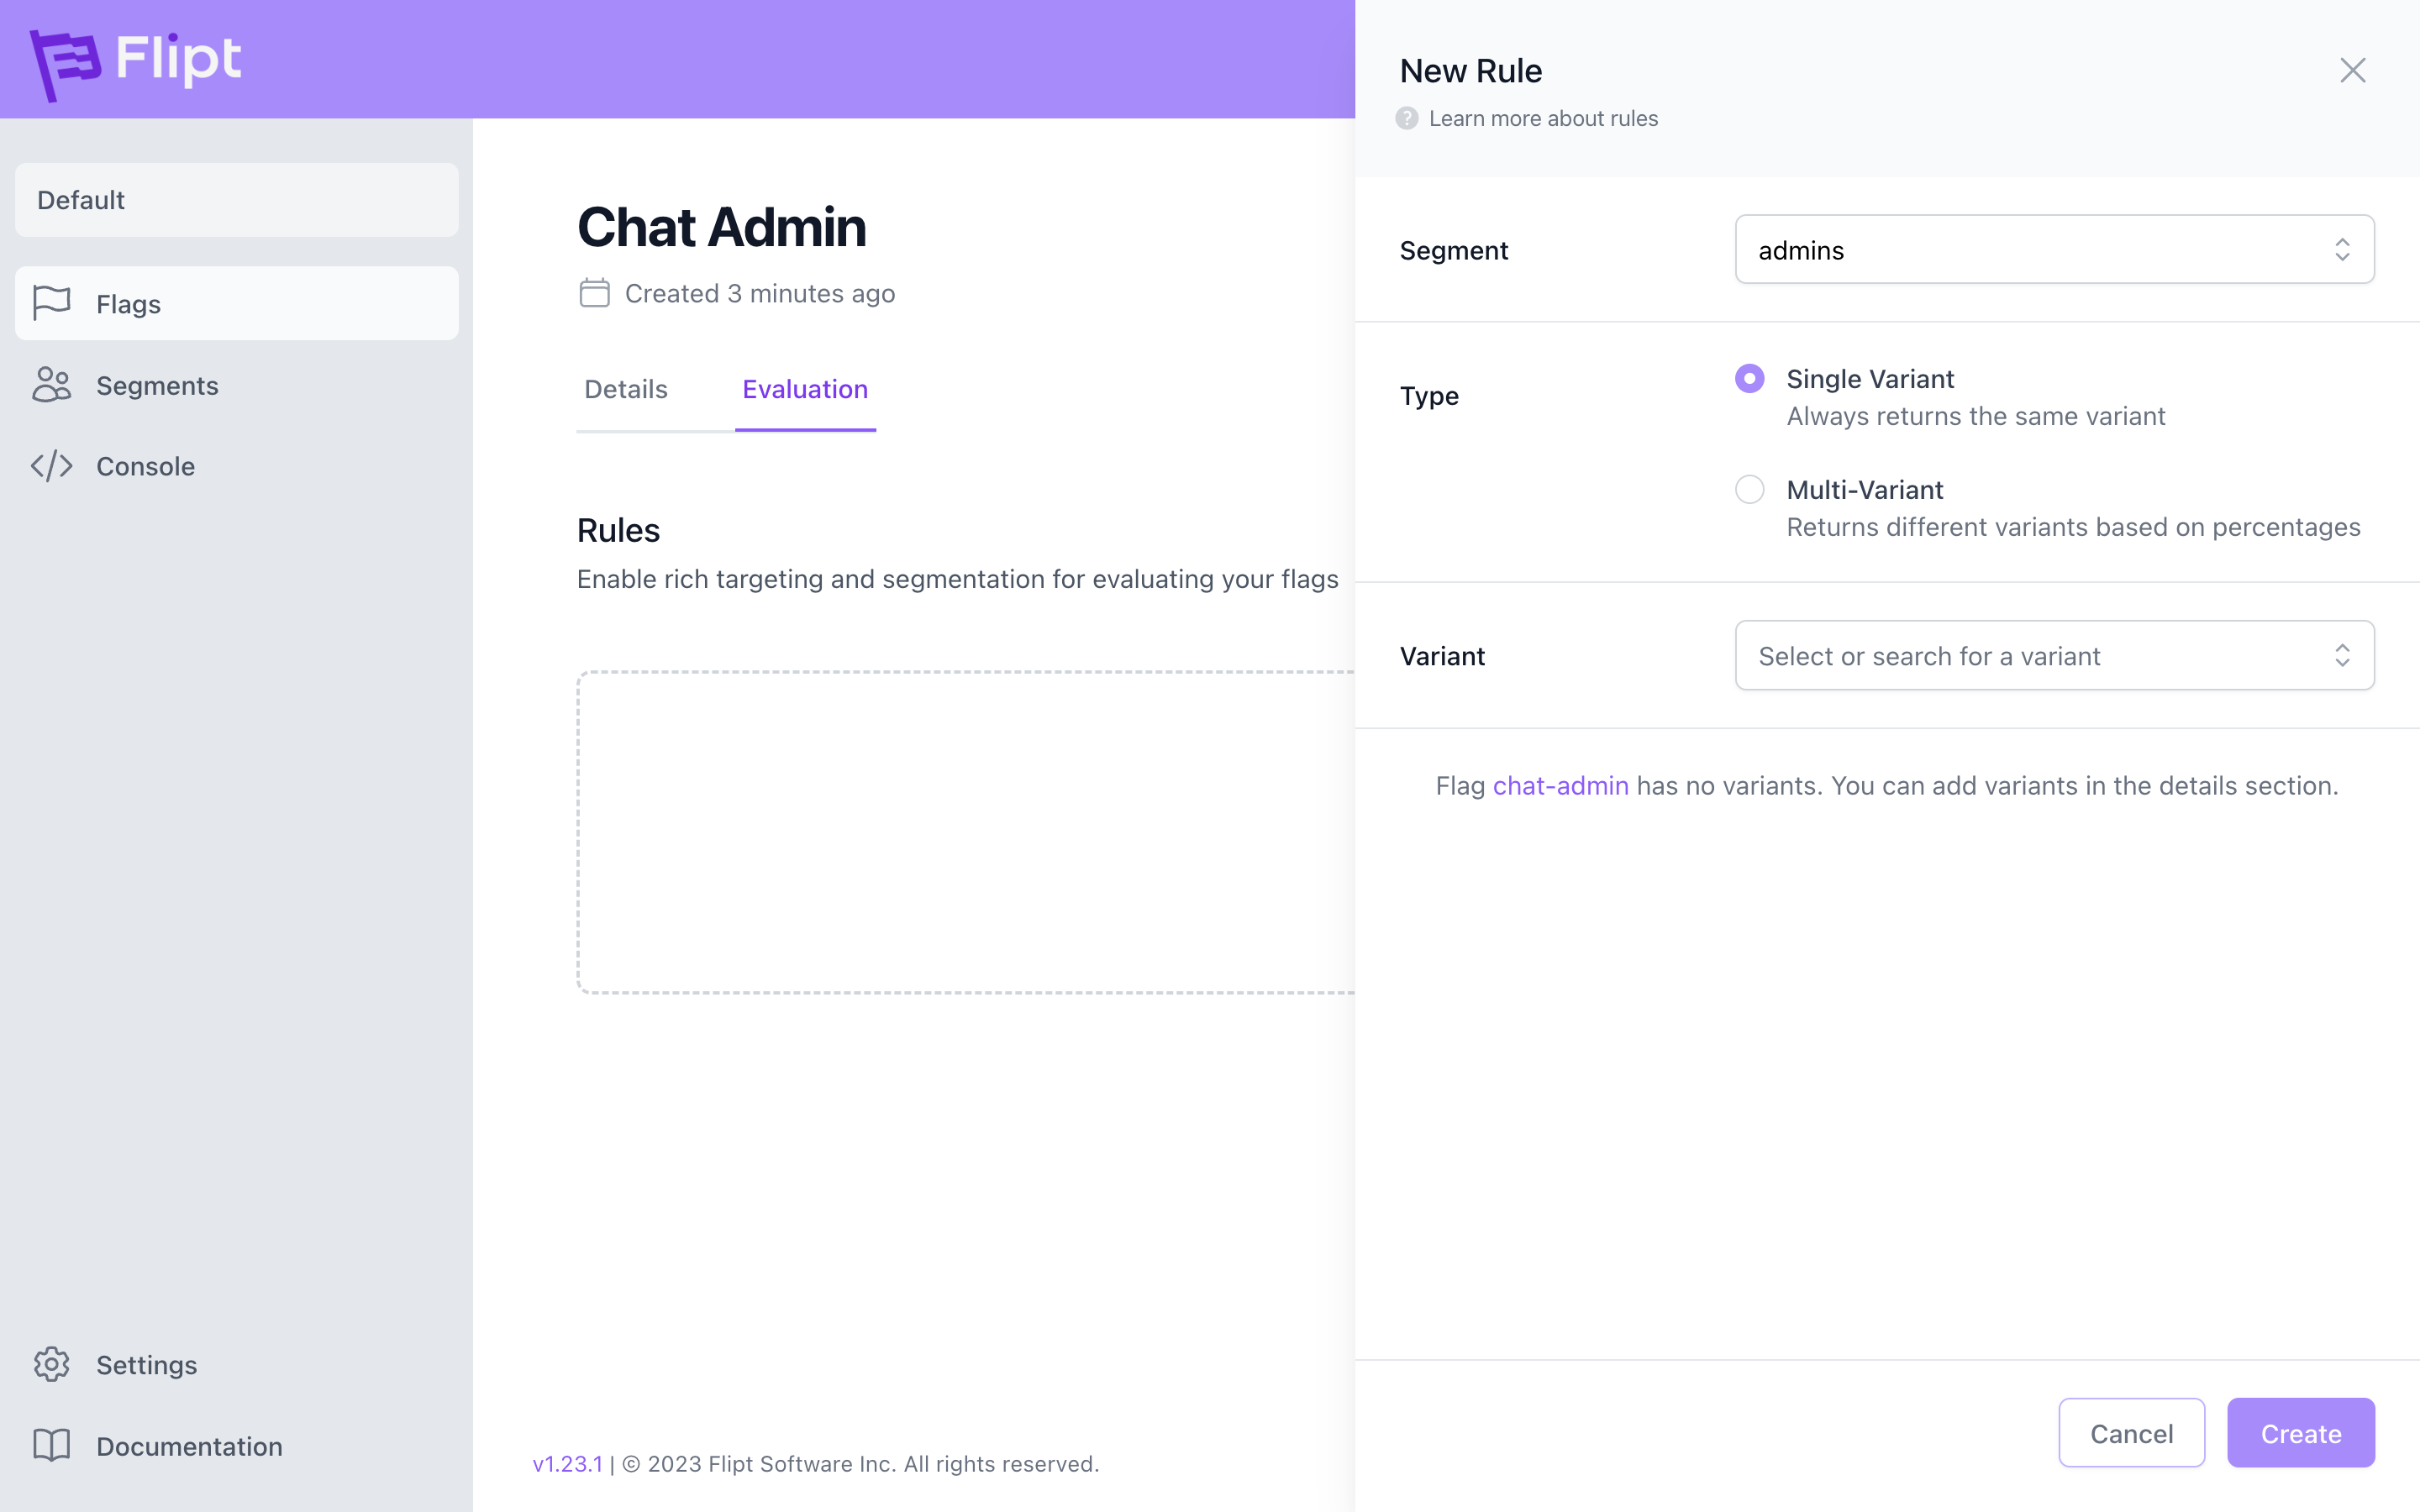 Flipt
Default
Flags
Segments
Console
Settings
Documentation
Chat Admin
Created 3 minutes ago
Details
Evaluation
Rules
Enable rich targeting and segmentation for evaluating your flags
v1.23.1 | © 2023 Flipt Software Inc. All rights reserved.
New Rule
? Learn more about rules
Segment
admins
Type
Single Variant
Always returns the same variant
Multi-Variant
Returns different variants based on percentages
Variant
Select or search for a variant
Flag chat-admin has no variants. You can add variants in the details section.
Cancel
Create